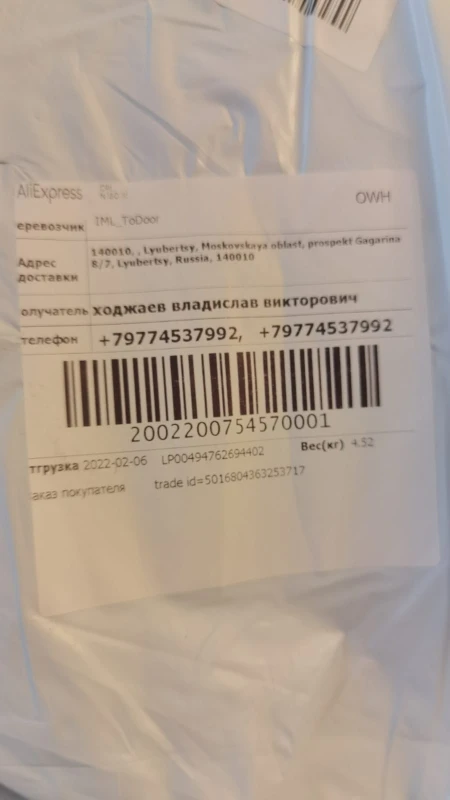 AliExpress
OWH
еревозчик IML_ToDoor
Адрес доставки
140010, , Lyubertsy, Moskovskaya oblast, prospekt Gagarina
8/7, Lyubertsy, Russia, 140010
олучатель ходжаев владислав викторович
телефон +79774537992, +79774537992
2002200754570001
тгрузка 2022-02-06 LP00494762694402 Вес(кг) 4.52
аказ покупателя trade id=5016804363253717